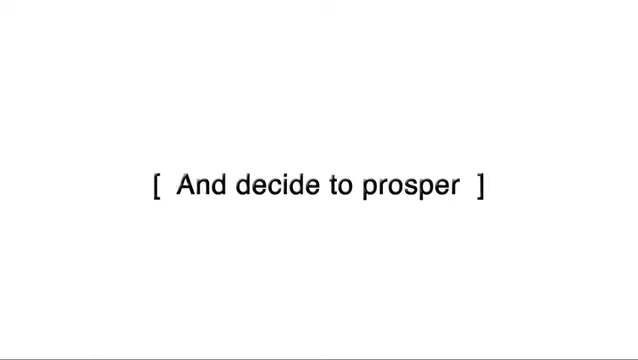 [ And decide to prosper ]